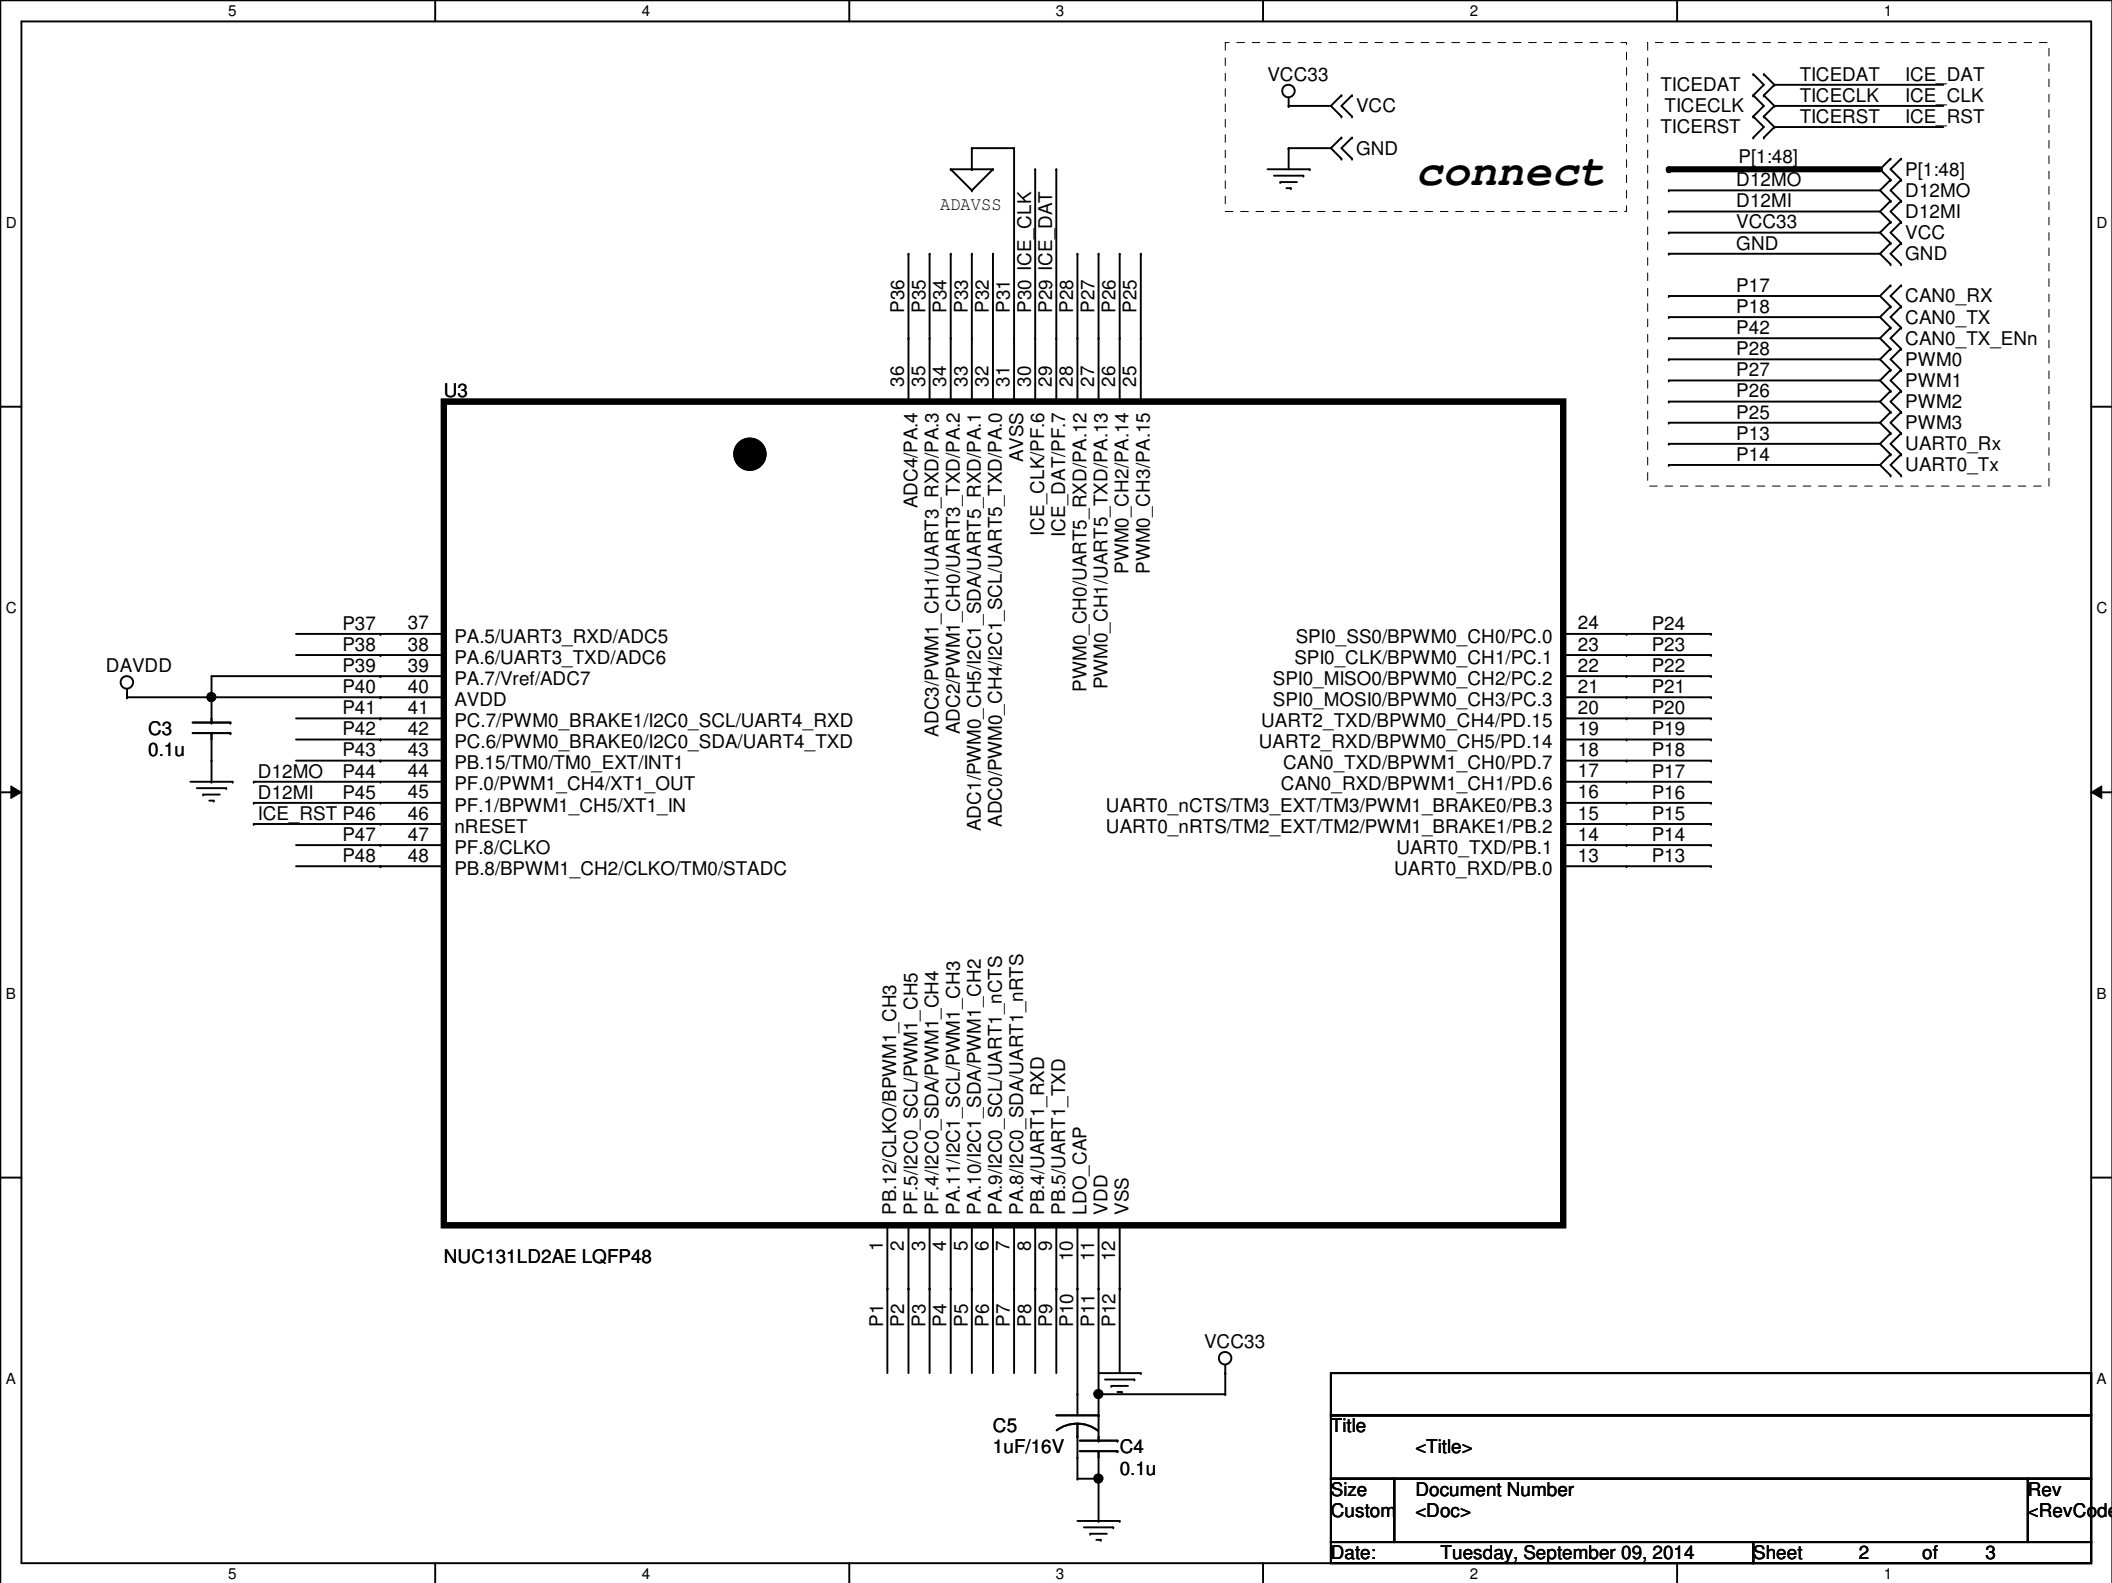 5 4 3 2 1
D
C
B
A
VCC33
VCC
GND
connect
TICEDAT TICEDAT ICE_DAT
TICECLK TICECLK ICE_CLK
TICERST TICERST ICE_RST
P[1:48] P[1:48]
D12MO D12MO
D12MI D12MI
VCC33 VCC
GND GND
P17 CAN0_RX
P18 CAN0_TX
P42 CAN0_TX_ENn
P28 PWM0
P27 PWM1
P26 PWM2
P25 PWM3
P13 UART0_Rx
P14 UART0_Tx
ADAVSS
ICE_CLK
ICE_DAT
P36 P35 P34 P33 P32 P31 P30 P29 P28 P27 P26 P25
36 35 34 33 32 31 30 29 28 27 26 25
U3
ADC4/PA.4
ADC3/PWM1_CH1/UART3_RXD/PA.3
ADC2/PWM1_CH0/UART3_TXD/PA.2
ADC1/PWM0_CH5/I2C1_SDA/UART5_RXD/PA.1
ADC0/PWM0_CH4/I2C1_SCL/UART5_TXD/PA.0
AVSS
ICE_CLK/PF.6
ICE_DAT/PF.7
PWM0_CH0/UART5_RXD/PA.12
PWM0_CH1/UART5_TXD/PA.13
PWM0_CH2/PA.14
PWM0_CH3/PA.15
DAVDD
C3
0.1u
P37 37 PA.5/UART3_RXD/ADC5
P38 38 PA.6/UART3_TXD/ADC6
P39 39 PA.7/Vref/ADC7
P40 40 AVDD
P41 41 PC.7/PWM0_BRAKE1/I2C0_SCL/UART4_RXD
P42 42 PC.6/PWM0_BRAKE0/I2C0_SDA/UART4_TXD
P43 43 PB.15/TM0/TM0_EXT/INT1
D12MO P44 44 PF.0/PWM1_CH4/XT1_OUT
D12MI P45 45 PF.1/BPWM1_CH5/XT1_IN
ICE_RST P46 46 nRESET
P47 47 PF.8/CLKO
P48 48 PB.8/BPWM1_CH2/CLKO/TM0/STADC
SPI0_SS0/BPWM0_CH0/PC.0 24 P24
SPI0_CLK/BPWM0_CH1/PC.1 23 P23
SPI0_MISO0/BPWM0_CH2/PC.2 22 P22
SPI0_MOSI0/BPWM0_CH3/PC.3 21 P21
UART2_TXD/BPWM0_CH4/PD.15 20 P20
UART2_RXD/BPWM0_CH5/PD.14 19 P19
CAN0_TXD/BPWM1_CH0/PD.7 18 P18
CAN0_RXD/BPWM1_CH1/PD.6 17 P17
UART0_nCTS/TM3_EXT/TM3/PWM1_BRAKE0/PB.3 16 P16
UART0_nRTS/TM2_EXT/TM2/PWM1_BRAKE1/PB.2 15 P15
UART0_TXD/PB.1 14 P14
UART0_RXD/PB.0 13 P13
PB.12/CLKO/BPWM1_CH3
PF.5/I2C0_SCL/PWM1_CH5
PF.4/I2C0_SDA/PWM1_CH4
PA.11/I2C1_SCL/PWM1_CH3
PA.10/I2C1_SDA/PWM1_CH2
PA.9/I2C0_SCL/UART1_nCTS
PA.8/I2C0_SDA/UART1_nRTS
PB.4/UART1_RXD
PB.5/UART1_TXD
LDO_CAP
VDD
VSS
1 2 3 4 5 6 7 8 9 10 11 12
P1 P2 P3 P4 P5 P6 P7 P8 P9 P10 P11 P12
NUC131LD2AE LQFP48
VCC33
C5
1uF/16V
C4
0.1u
Title
<Title>
Size Document Number Rev
Custom <Doc> <RevCode
Date: Tuesday, September 09, 2014 Sheet 2 of 3
D
C
B
A
5 4 3 2 1